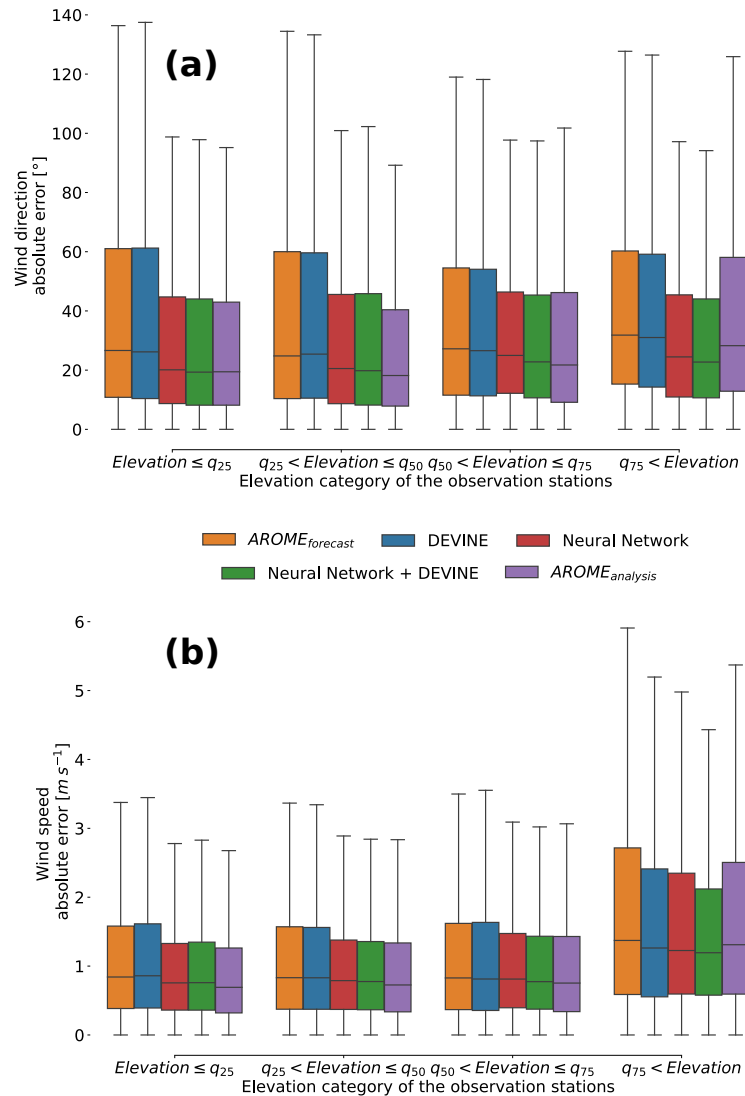 (a)
Wind direction
absolute error [°]
140
120
100
80
60
40
20
0
Elevation ≤ q25
q25 < Elevation ≤ q50
q50 < Elevation ≤ q75
q75 < Elevation
Elevation category of the observation stations
AROMEforecast
DEVINE
Neural Network
Neural Network + DEVINE
AROMEanalysis
(b)
Wind speed
absolute error [m s⁻¹]
6
5
4
3
2
1
0
Elevation ≤ q25
q25 < Elevation ≤ q50
q50 < Elevation ≤ q75
q75 < Elevation
Elevation category of the observation stations